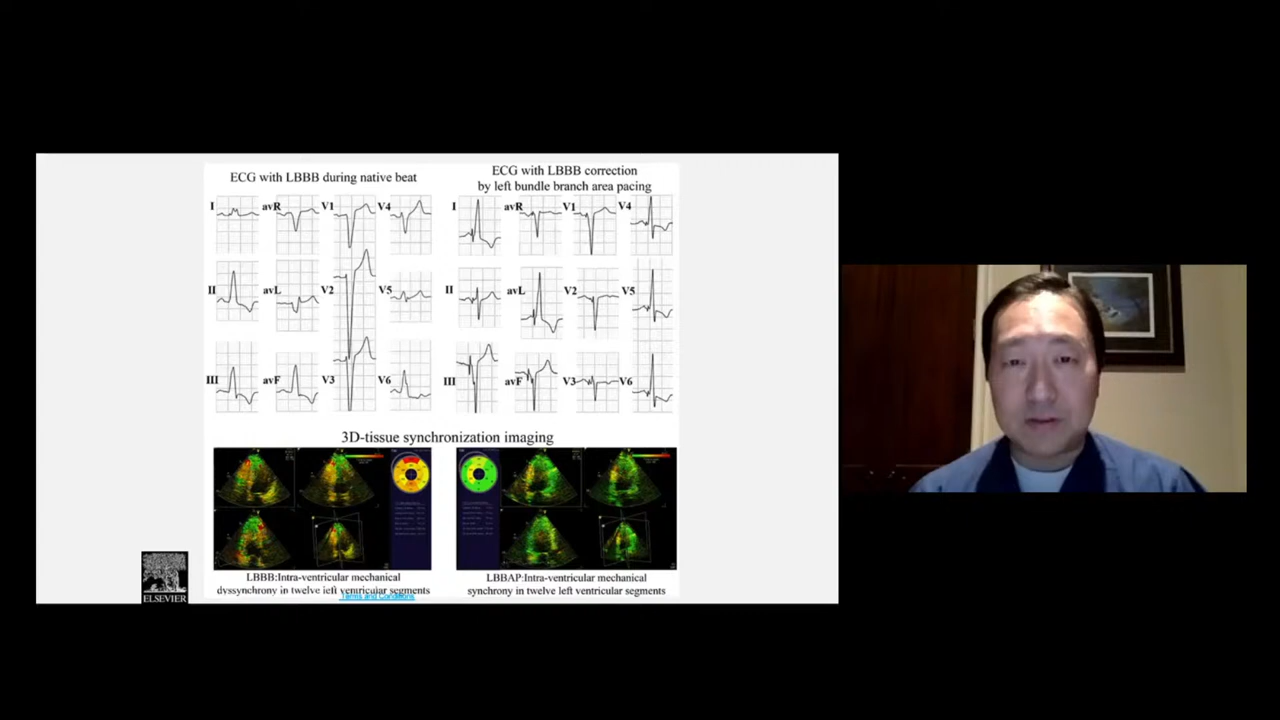 ECG with LBBB during native beat
ECG with LBBB correction
by left bundle branch area pacing
I
avR
V1
V4
II
avL
V2
V5
III
avF
V3
V6
I
avR
V1
V4
II
avL
V2
V5
III
avF
V3
V6
3D-tissue synchronization imaging
LBBB:Intra-ventricular mechanical
dyssynchrony in twelve left ventricular segments
LBBAP:Intra-ventricular mechanical
synchrony in twelve left ventricular segments
Terms and Conditions
ELSEVIER